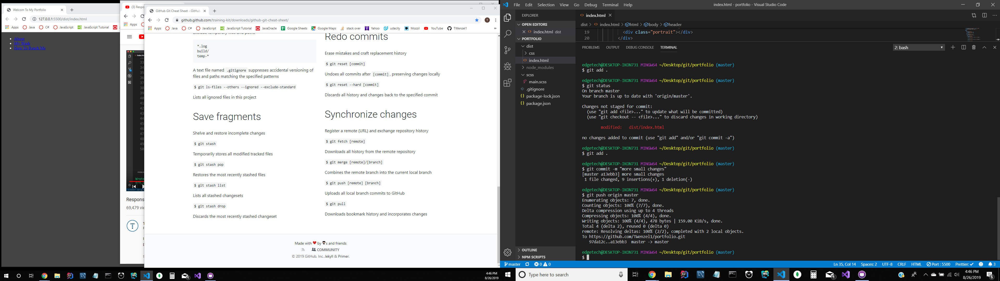 Welcom To My Portfolio
127.0.0.1:5500/dist/index.html
Apps Java C# JavaScript JavaScript Tutorial
About
My Work
How To Reach Me
(3) Respo
Apps
33
34
35
36
37
38
39
40
41
42
43
44
45
46
47
48
49
50
Wrote
Respons
69,479 vie
GitHub Git Cheat Sheet - GitHub
github.github.com/training-kit/downloads/github-git-cheat-sheet/
Apps Java C# JavaScript JavaScript Tutorial JavaOracle Google Sheets Google Maps stack over Yahoo udacity Mozzil YouTube TWenzel1 »
Exclude temporary files and paths
*.log
build/
temp-*
A text file named .gitignore suppresses accidental versioning of
files and paths matching the specified patterns
$ git ls-files --others --ignored --exclude-standard
Lists all ignored files in this project
Save fragments
Shelve and restore incomplete changes
$ git stash
Temporarily stores all modified tracked files
$ git stash pop
Restores the most recently stashed files
$ git stash list
Lists all stashed changesets
$ git stash drop
Discards the most recently stashed changeset
Redo commits
Erase mistakes and craft replacement history
$ git reset [commit]
Undoes all commits after [commit], preserving changes locally
$ git reset --hard [commit]
Discards all history and changes back to the specified commit
Synchronize changes
Register a remote (URL) and exchange repository history
$ git fetch [remote]
Downloads all history from the remote repository
$ git merge [remote]/[branch]
Combines the remote branch into the current local branch
$ git push [remote] [branch]
Uploads all local branch commits to GitHub
$ git pull
Downloads bookmark history and incorporates changes
Made with ❤ by s and friends
COMMUNITY
© 2019 GitHub, Inc. Jekyll & Primer.
File Edit Selection View Go Debug Terminal Help
index.html - portfolio - Visual Studio Code
EXPLORER
OPEN EDITORS
index.html dist
PORTFOLIO
dist
css
index.html
node_modules
scss
main.scss
.gitignore
package-lock.json
package.json
OUTLINE
NPM SCRIPTS
index.html
dist > index.html > html > body > header
19 <div class="portrait"></div>
20 </div>
PROBLEMS OUTPUT DEBUG CONSOLE TERMINAL
2: bash
edgetech@DESKTOP-IKON731 MINGW64 ~/Desktop/git/portfolio (master)
$ git add .
edgetech@DESKTOP-IKON731 MINGW64 ~/Desktop/git/portfolio (master)
$ git status
On branch master
Your branch is up to date with 'origin/master'.
Changes not staged for commit:
(use "git add <file>..." to update what will be committed)
(use "git checkout -- <file>..." to discard changes in working directory)
modified: dist/index.html
no changes added to commit (use "git add" and/or "git commit -a")
edgetech@DESKTOP-IKON731 MINGW64 ~/Desktop/git/portfolio (master)
$ git add .
edgetech@DESKTOP-IKON731 MINGW64 ~/Desktop/git/portfolio (master)
$ git commit -m "more small changes"
[master a13ebb3] more small changes
1 file changed, 9 insertions(+), 1 deletion(-)
edgetech@DESKTOP-IKON731 MINGW64 ~/Desktop/git/portfolio (master)
$ git push origin master
Enumerating objects: 7, done.
Counting objects: 100% (7/7), done.
Delta compression using up to 4 threads
Compressing objects: 100% (4/4), done.
Writing objects: 100% (4/4), 478 bytes | 159.00 KiB/s, done.
Total 4 (delta 2), reused 0 (delta 0)
remote: Resolving deltas: 100% (2/2), completed with 2 local objects.
To https://github.com/TWenzel1/portfolio.git
97da12c..a13ebb3 master -> master
edgetech@DESKTOP-IKON731 MINGW64 ~/Desktop/git/portfolio (master)
$
master 0 0
Ln 35, Col 14 Spaces: 2 UTF-8 CRLF HTML Port : 5500 Prettier: ✓ 3
4:46 PM
8/26/2019
Type here to search
4:46 PM
8/26/2019